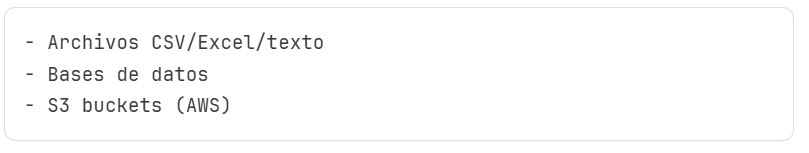 - Archivos CSV/Excel/texto
- Bases de datos
- S3 buckets (AWS)